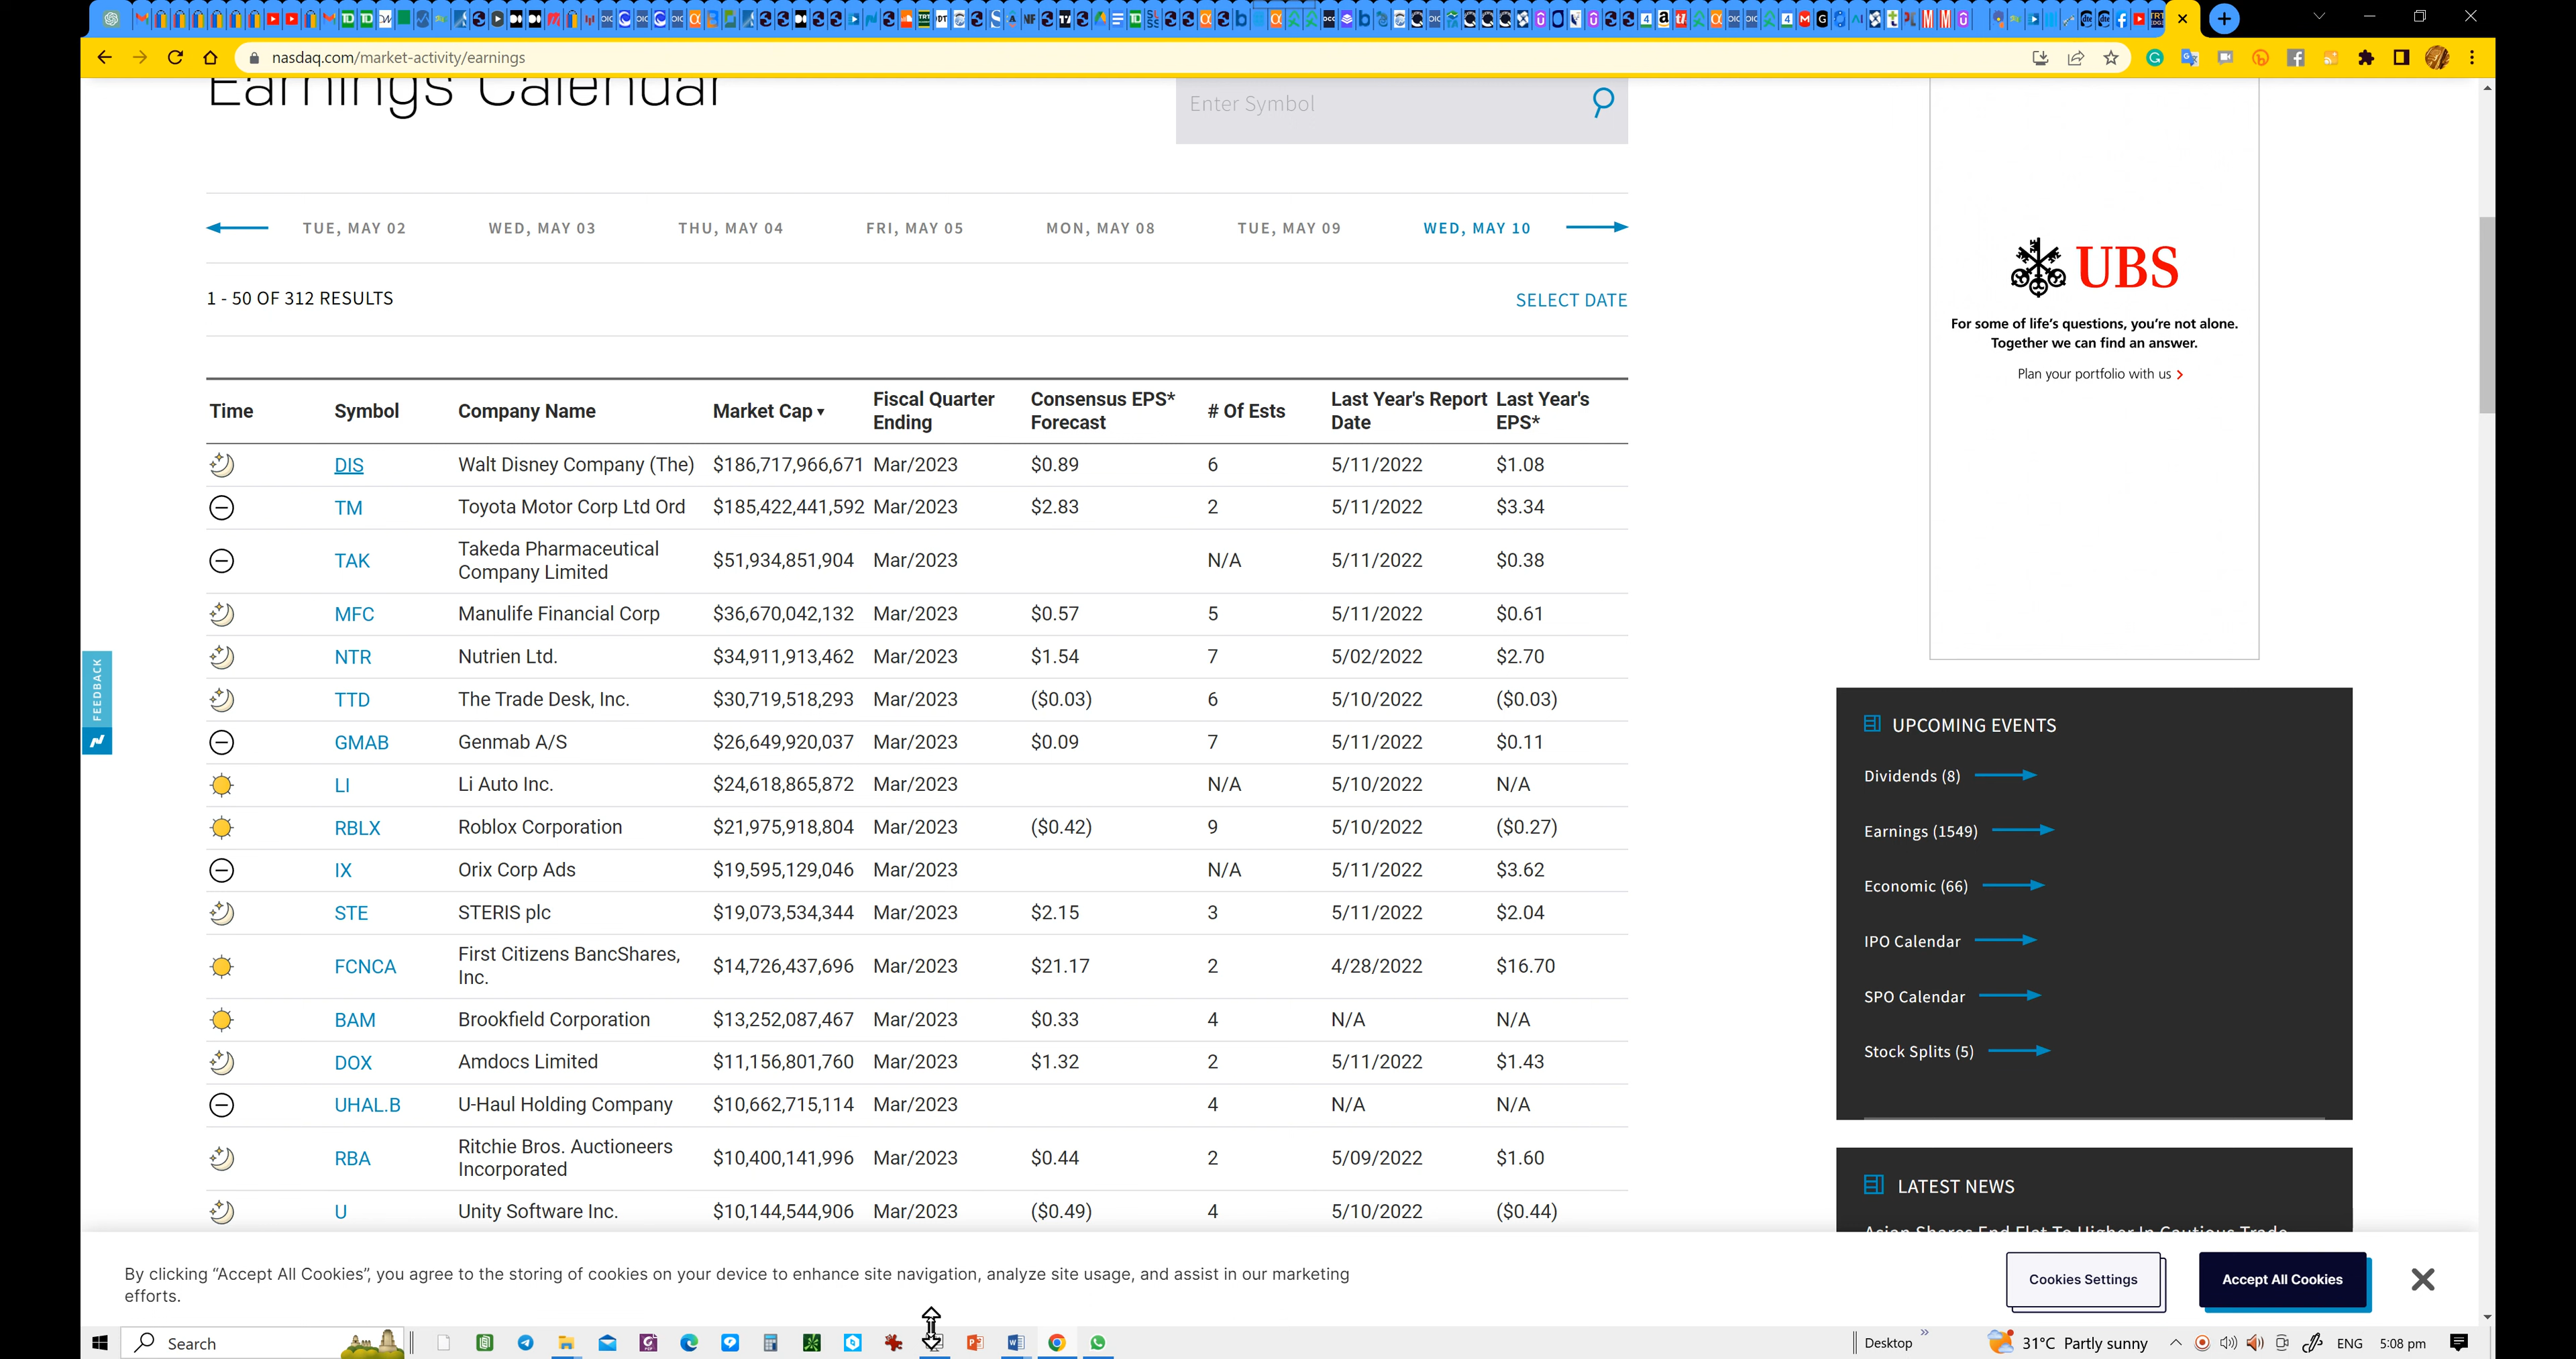 nasdaq.com/market-activity/earnings
Earnings Calendar
Enter Symbol
TUE, MAY 02 WED, MAY 03 THU, MAY 04 FRI, MAY 05 MON, MAY 08 TUE, MAY 09 WED, MAY 10
1 - 50 OF 312 RESULTS SELECT DATE
Time Symbol Company Name Market Cap Fiscal Quarter Ending Consensus EPS* Forecast # Of Ests Last Year's Report Date Last Year's EPS*
DIS Walt Disney Company (The) $186,717,966,671 Mar/2023 $0.89 6 5/11/2022 $1.08
TM Toyota Motor Corp Ltd Ord $185,422,441,592 Mar/2023 $2.83 2 5/11/2022 $3.34
TAK Takeda Pharmaceutical Company Limited $51,934,851,904 Mar/2023 N/A 5/11/2022 $0.38
MFC Manulife Financial Corp $36,670,042,132 Mar/2023 $0.57 5 5/11/2022 $0.61
NTR Nutrien Ltd. $34,911,913,462 Mar/2023 $1.54 7 5/02/2022 $2.70
TTD The Trade Desk, Inc. $30,719,518,293 Mar/2023 ($0.03) 6 5/10/2022 ($0.03)
GMAB Genmab A/S $26,649,920,037 Mar/2023 $0.09 7 5/11/2022 $0.11
LI Li Auto Inc. $24,618,865,872 Mar/2023 N/A 5/10/2022 N/A
RBLX Roblox Corporation $21,975,918,804 Mar/2023 ($0.42) 9 5/10/2022 ($0.27)
IX Orix Corp Ads $19,595,129,046 Mar/2023 N/A 5/11/2022 $3.62
STE STERIS plc $19,073,534,344 Mar/2023 $2.15 3 5/11/2022 $2.04
FCNCA First Citizens BancShares, Inc. $14,726,437,696 Mar/2023 $21.17 2 4/28/2022 $16.70
BAM Brookfield Corporation $13,252,087,467 Mar/2023 $0.33 4 N/A N/A
DOX Amdocs Limited $11,156,801,760 Mar/2023 $1.32 2 5/11/2022 $1.43
UHAL.B U-Haul Holding Company $10,662,715,114 Mar/2023 4 N/A N/A
RBA Ritchie Bros. Auctioneers Incorporated $10,400,141,996 Mar/2023 $0.44 2 5/09/2022 $1.60
U Unity Software Inc. $10,144,544,906 Mar/2023 ($0.49) 4 5/10/2022 ($0.44)
FEEDBACK
UBS
For some of life's questions, you're not alone.
Together we can find an answer.
Plan your portfolio with us
UPCOMING EVENTS
Dividends (8)
Earnings (1549)
Economic (66)
IPO Calendar
SPO Calendar
Stock Splits (5)
LATEST NEWS
Asian Shares End Flat To Higher In Cautious Trade
By clicking “Accept All Cookies”, you agree to the storing of cookies on your device to enhance site navigation, analyze site usage, and assist in our marketing
efforts.
Cookies Settings
Accept All Cookies
Search
Desktop
31°C Partly sunny
ENG
5:08 pm